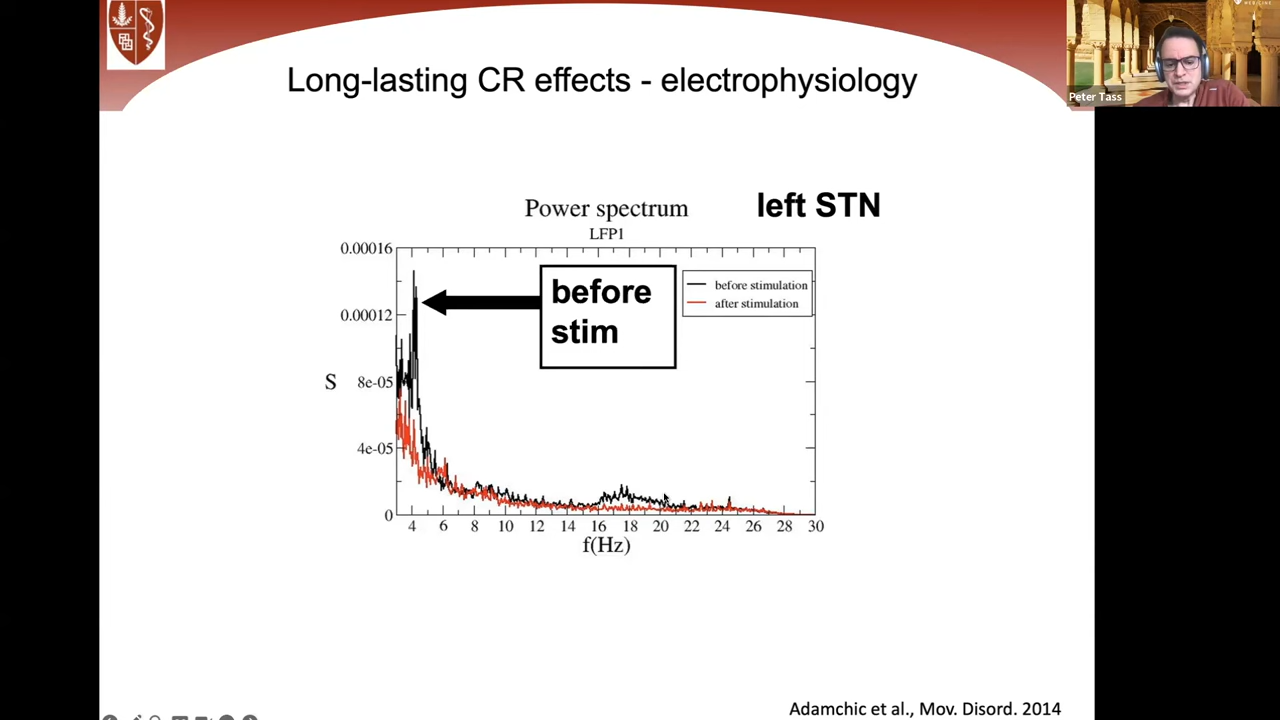 MEDICINE
Peter Tass
Long-lasting CR effects - electrophysiology
left STN
Power spectrum
LFP1
0.00016
0.00012
8e-05
4e-05
0
S
before
stim
before stimulation
after stimulation
4 6 8 10 12 14 16 18 20 22 24 26 28 30
f(Hz)
Adamchic et al., Mov. Disord. 2014